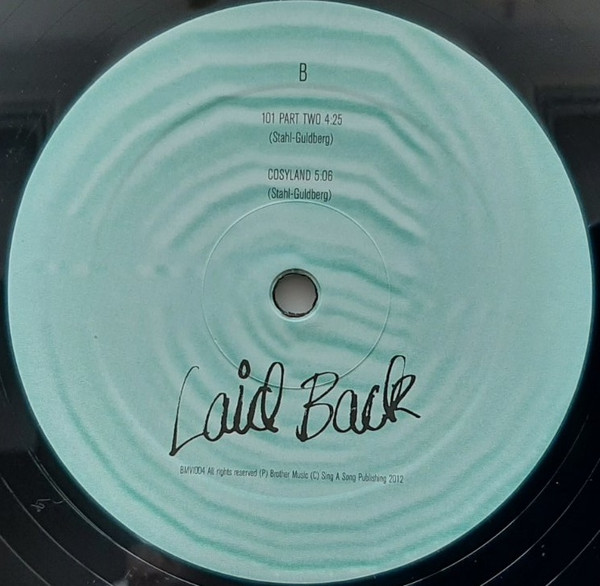 B
101 PART TWO 4:25
(Stahl-Guldberg)
COSYLAND 5:06
(Stahl-Guldberg)
Laid Back
BMVI004 All rights reserved (P) Brother Music (C) Sing A Song Publishing 2012